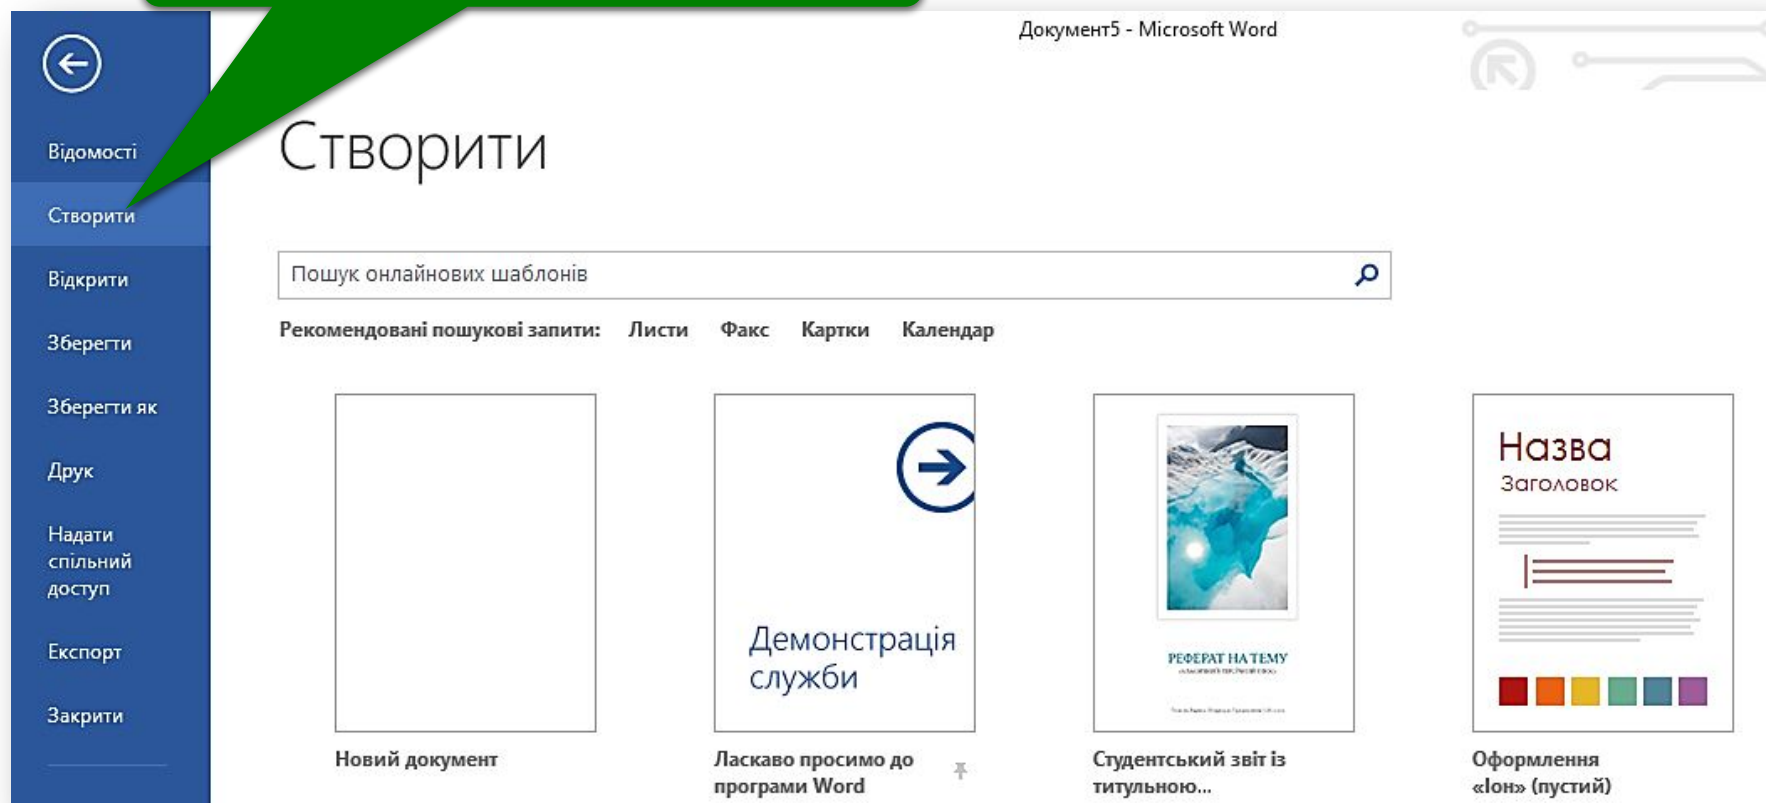 Документ5 - Microsoft Word
Відомості
Створити
Відкрити
Зберегти
Зберегти як
Друк
Надати
спільний
доступ
Експорт
Закрити
Створити
Пошук онлайнових шаблонів
Рекомендовані пошукові запити: Листи Факс Картки Календар
Демонстрація
служби
РЕФЕРАТ НА ТЕМУ
Назва
Заголовок
Новий документ
Ласкаво просимо до
програми Word
Студентський звіт із
титульною...
Оформлення
«Іон» (пустий)